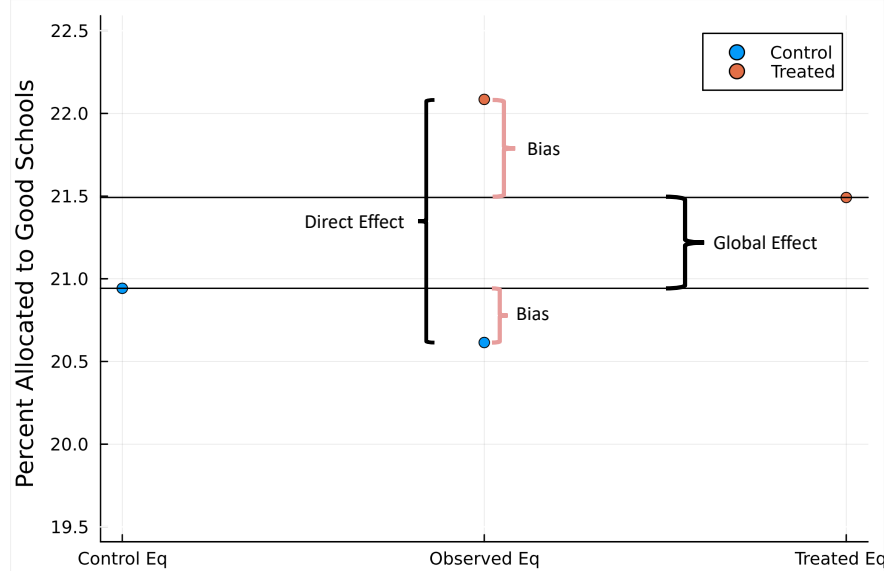 Percent Allocated to Good Schools
22.5
22.0
21.5
21.0
20.5
20.0
19.5
Control
Treated
Bias
Direct Effect
Global Effect
Bias
Control Eq
Observed Eq
Treated Eq